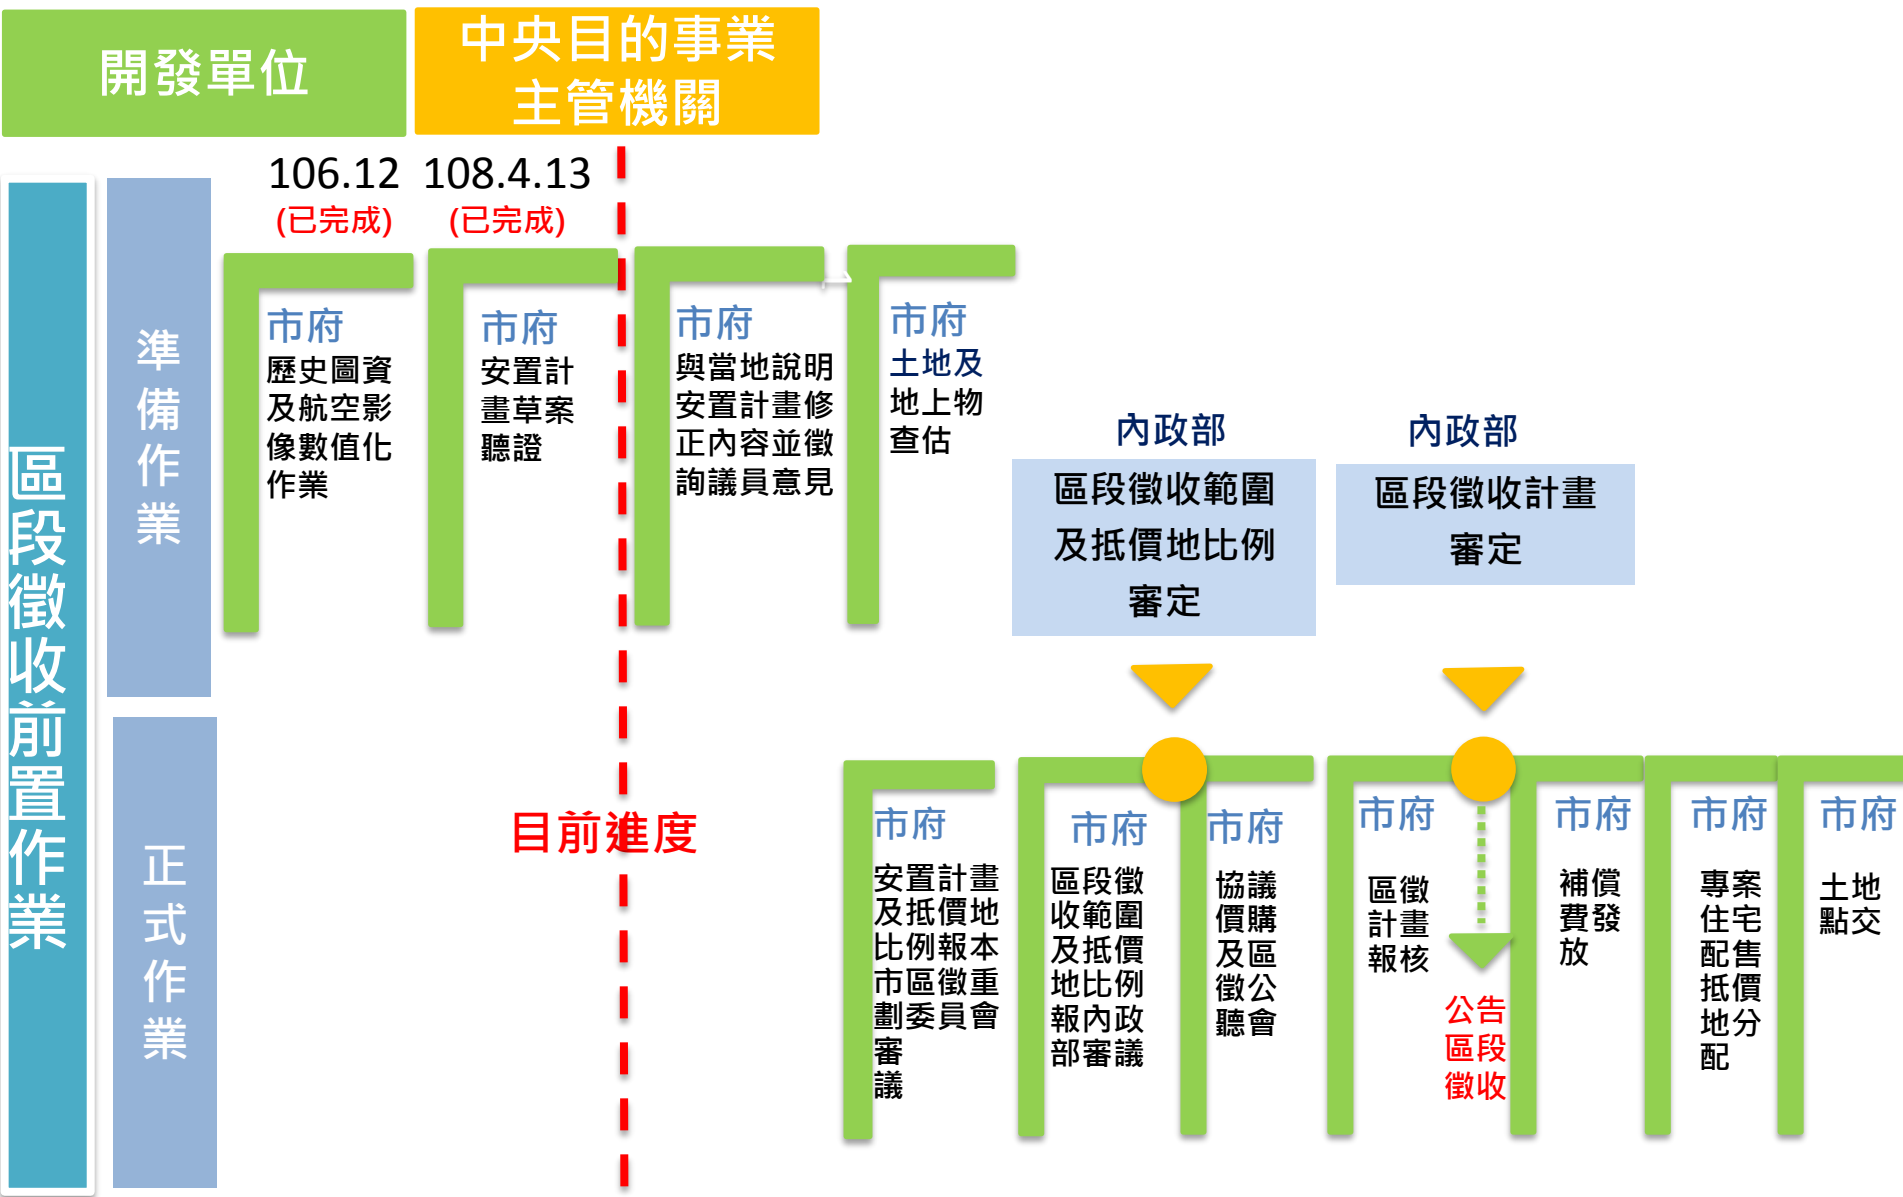 開發單位
中央目的事業
主管機關
106.12
(已完成)
108.4.13
(已完成)
區段徵收前置作業
準備作業
市府
歷史圖資
及航空影
像數值化
作業
市府
安置計
畫草案
聽證
市府
與當地說明
安置計畫修
正內容並徵
詢議員意見
市府
土地及
地上物
查估
內政部
區段徵收範圍
及抵價地比例
審定
內政部
區段徵收計畫
審定
目前進度
正式作業
市府
安置計畫
及抵價地
比例報本
市區徵重
劃委員會
審
議
市府
區段徵
收範圍
及抵價
地比例
報內政
部審議
市府
協議
價購
及區
徵公
聽會
市府
區徵
計畫
報核
公告
區段
徵收
市府
補償
費發
放
市府
專案
住宅
配售
抵價
地分
配
市府
土地
點交